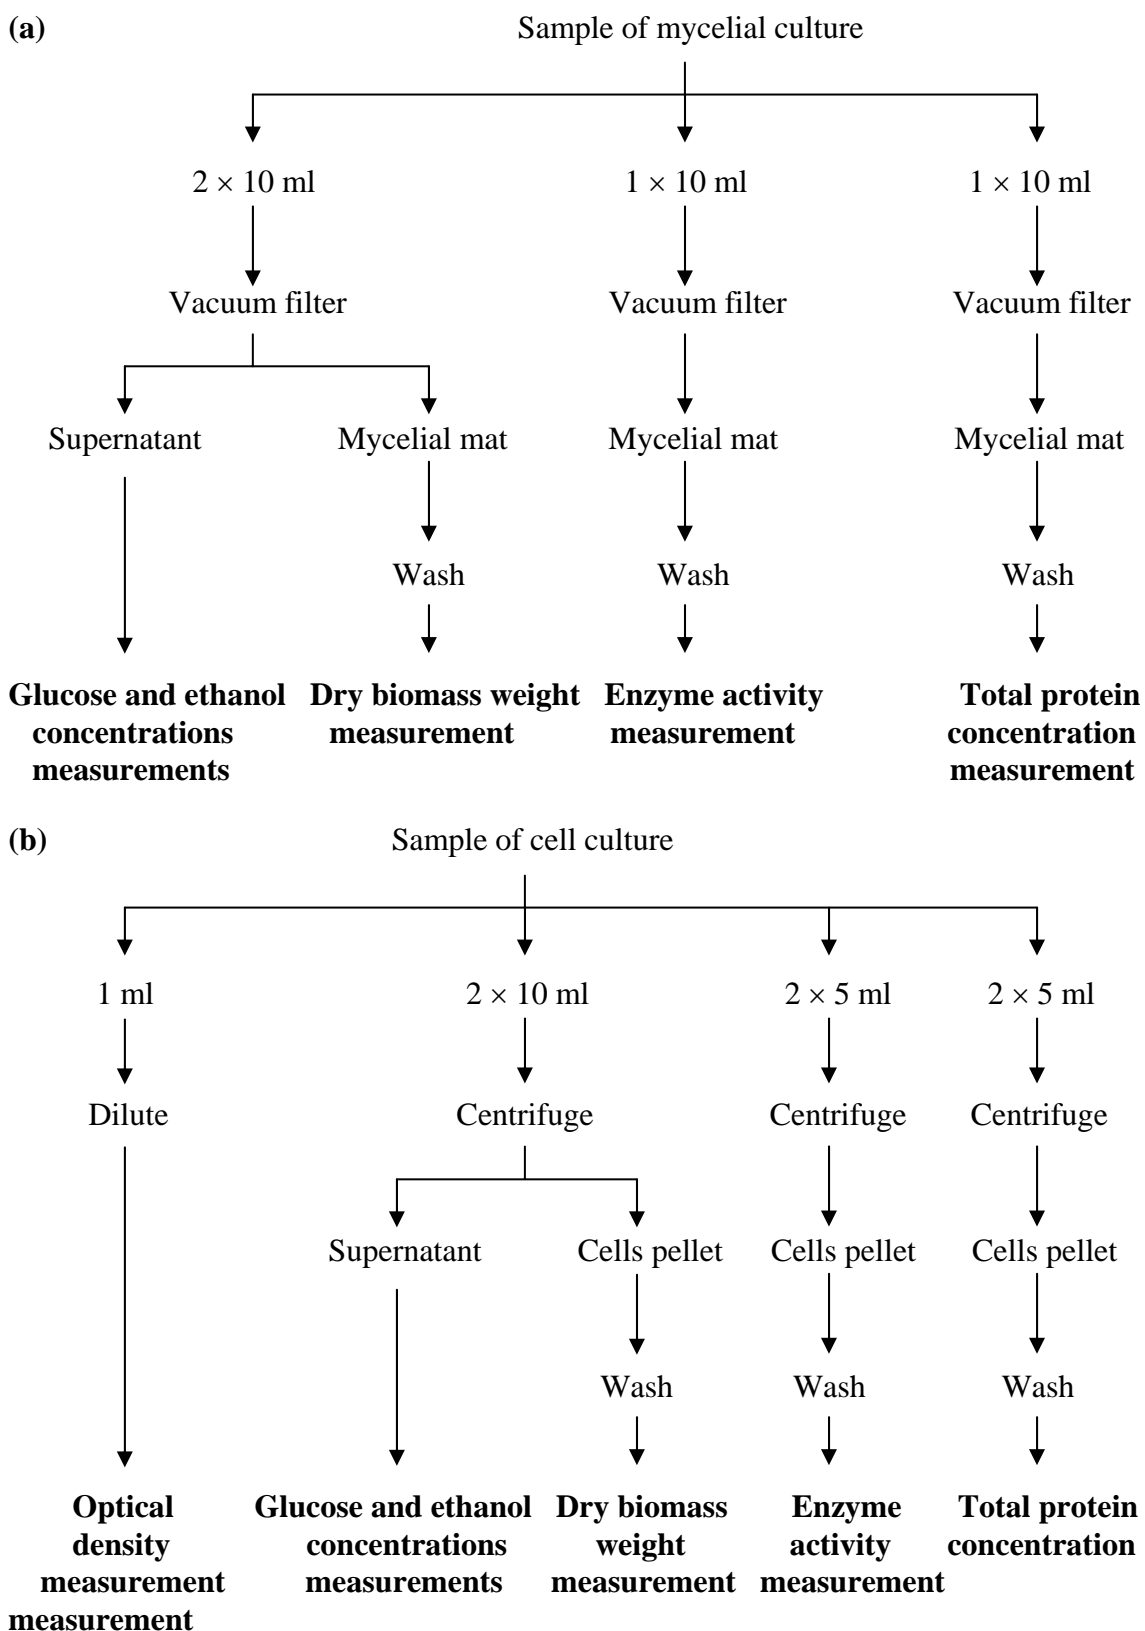 (a) Sample of mycelial culture
2 × 10 ml 1 × 10 ml 1 × 10 ml
Vacuum filter Vacuum filter Vacuum filter
Supernatant Mycelial mat Mycelial mat Mycelial mat
Wash Wash Wash
Glucose and ethanol Dry biomass weight Enzyme activity Total protein
concentrations measurement measurement concentration
measurements measurement
(b) Sample of cell culture
1 ml 2 × 10 ml 2 × 5 ml 2 × 5 ml
Dilute Centrifuge Centrifuge Centrifuge
Supernatant Cells pellet Cells pellet Cells pellet
Wash Wash Wash
Optical Glucose and ethanol Dry biomass Enzyme Total protein
density concentrations weight activity concentration
measurement measurements measurement measurement
measurement